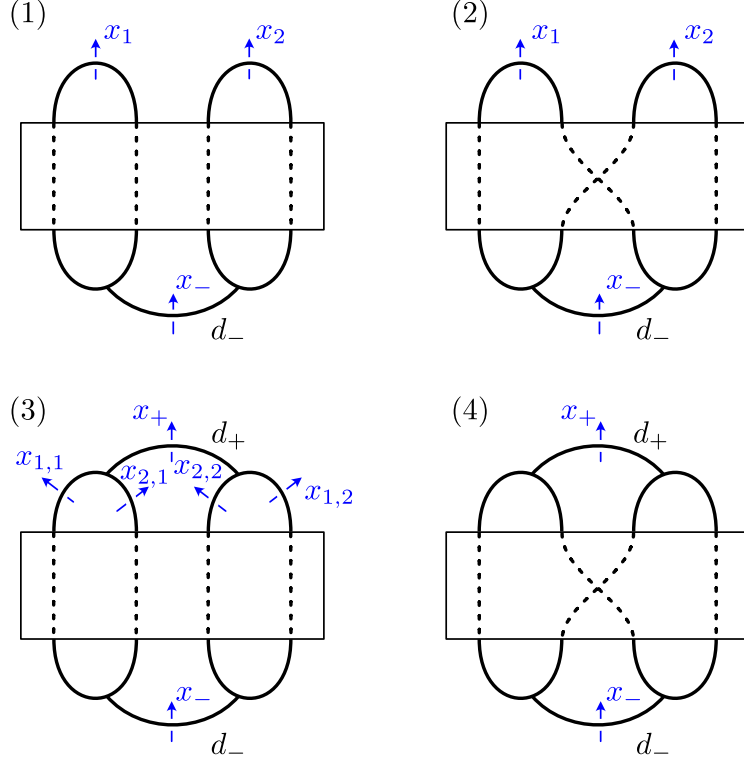 (1) x₁ x₂
x₋
d₋
(2) x₁ x₂
x₋
d₋
(3) x₊ d₊
x₁,₁ x₂,₁ x₂,₂ x₁,₂
x₋
d₋
(4) x₊ d₊
x₋
d₋